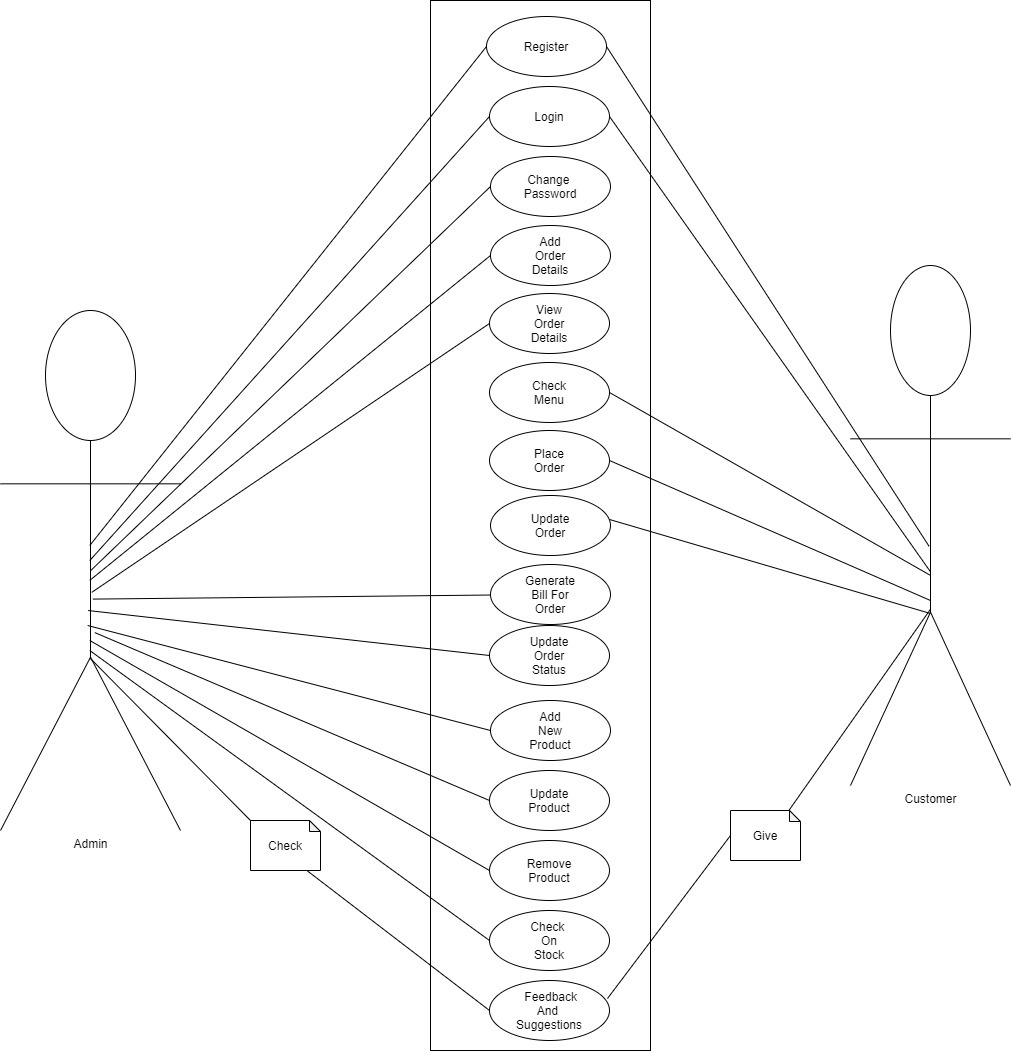 Register
Login
Change
Password
Add
Order
Details
View
Order
Details
Check
Menu
Place
Order
Update
Order
Generate
Bill For
Order
Update
Order
Status
Add
New
Product
Update
Product
Customer
Give
Admin
Check
Remove
Product
Check
On
Stock
Feedback
And
Suggestions